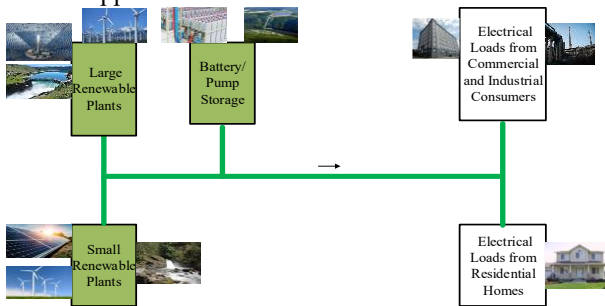 Large
Renewable
Plants
Battery/
Pump
Storage
Electrical
Loads from
Commercial
and Industrial
Consumers
Small
Renewable
Plants
Electrical
Loads from
Residential
Homes